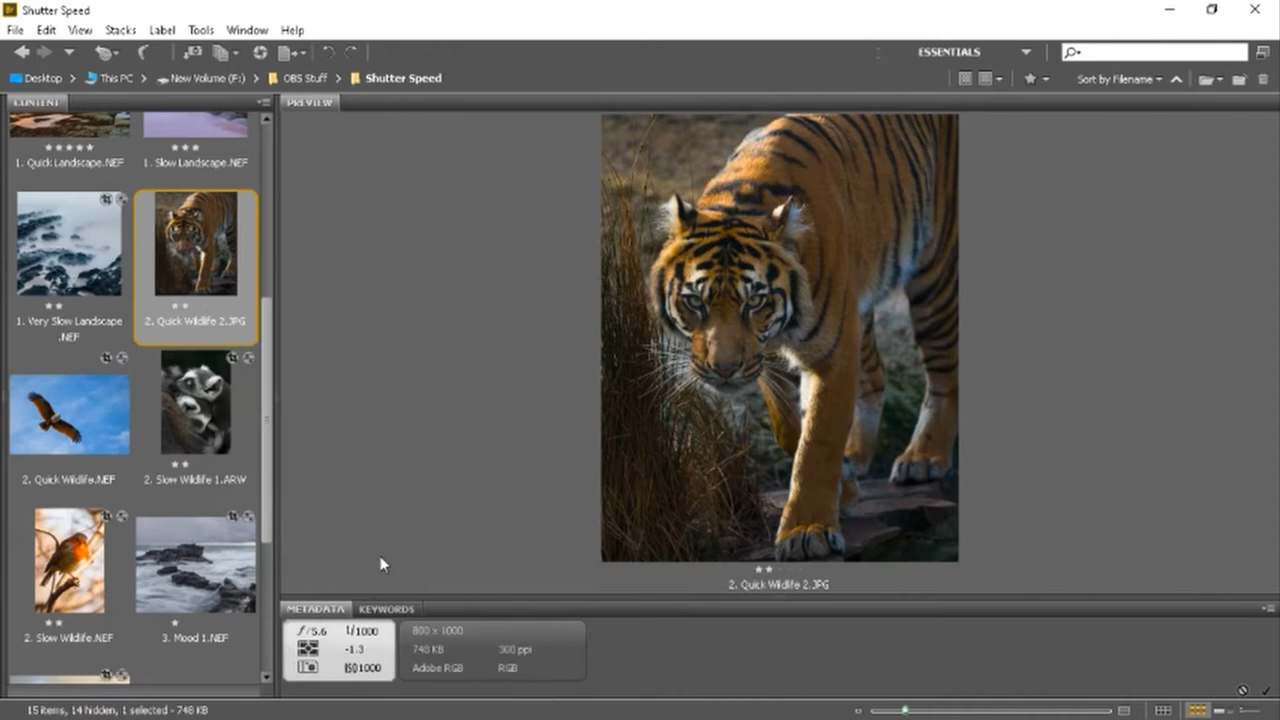 Br Shutter Speed
File Edit View Stacks Label Tools Window Help
ESSENTIALS
Desktop This PC New Volume (F:) OBS Stuff Shutter Speed
Sort by Filename
CONTENT
PREVIEW
1. Quick Landscape.NEF
1. Slow Landscape.NEF
1. Very Slow Landscape
.NEF
2. Quick Wildlife 2.JPG
2. Quick Wildlife.NEF
2. Slow Wildlife 1.ARW
2. Slow Wildlife.NEF
3. Mood 1.NEF
2. Quick Wildlife 2.JPG
METADATA KEYWORDS
f/5.6 1/1000
-1.3
ISO1000
800 x 1000
748 KB 300 ppi
Adobe RGB RGB
15 items, 14 hidden, 1 selected - 748 KB